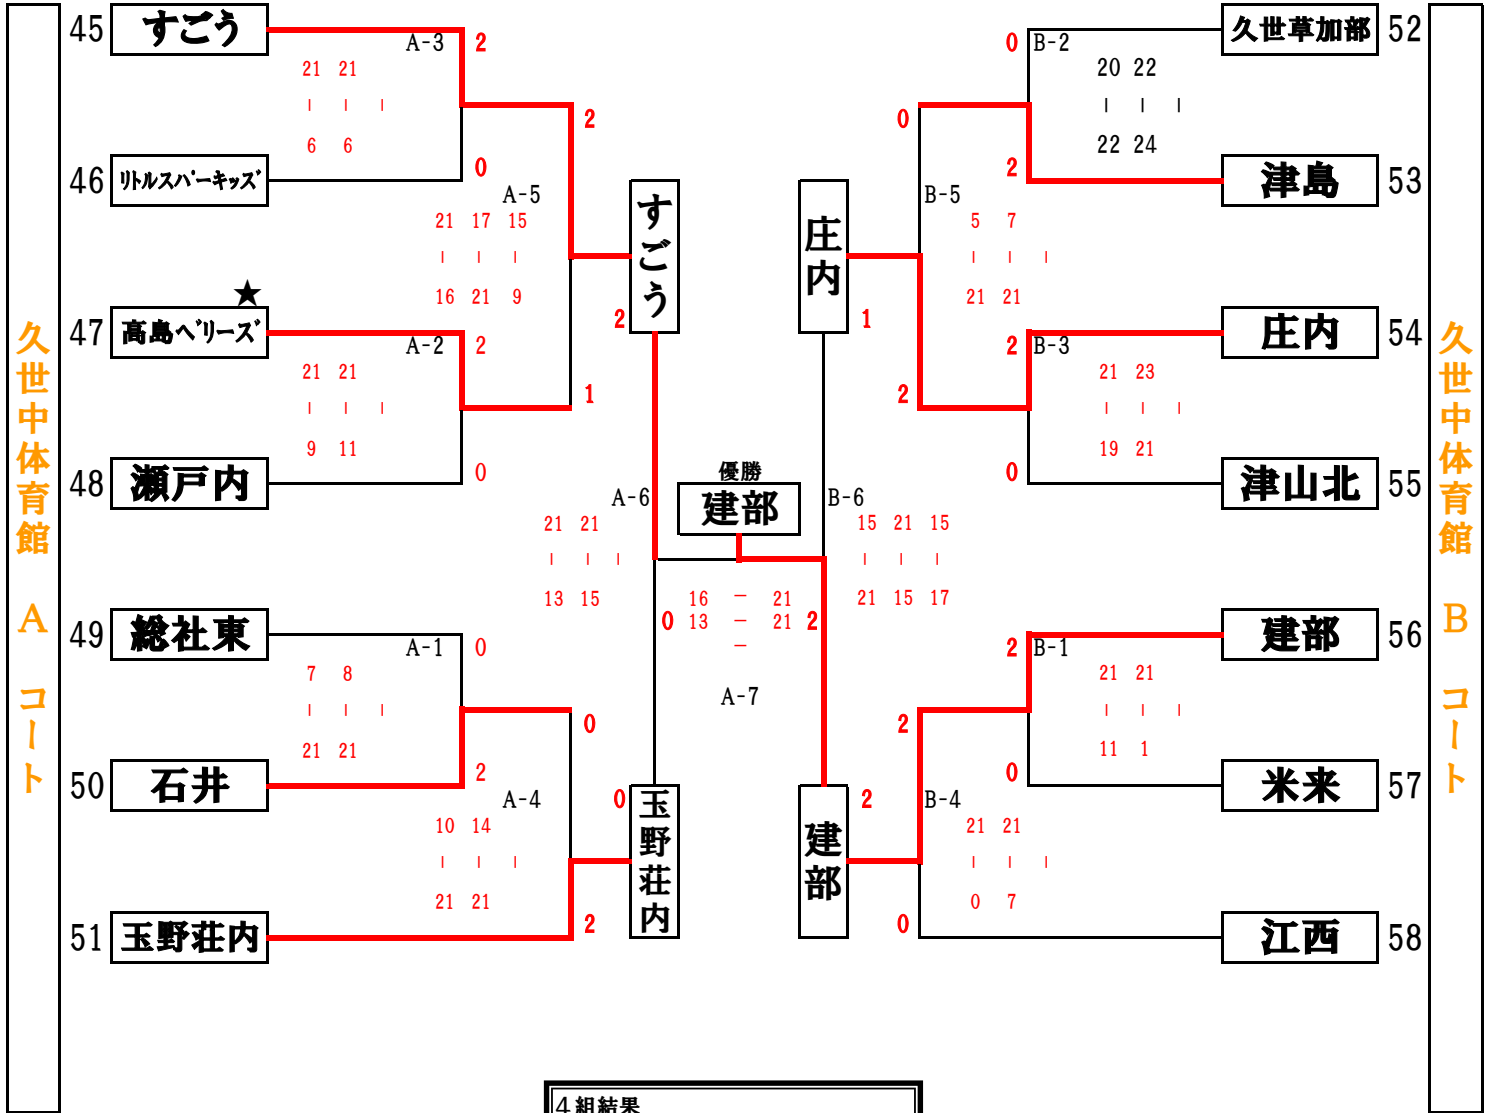 久世中体育館 A コート
45 すごう
46 リトルスパーキッズ
★
47 高島ベリーズ
48 瀬戸内
49 総社東
50 石井
51 玉野荘内
A-3
2
21 21
- - -
6 6
0
A-2
2
21 21
- - -
9 11
0
A-1
0
7 8
- - -
21 21
2
2
A-5
21 17 15
- - -
16 21 9
1
0
A-4
10 14
- - -
21 21
2
すごう
2
A-6
21 21
- - -
13 15
0
玉野荘内
優勝
建部
0 16 - 21 2
13 - 21
-
A-7
庄内
1
B-6
15 21 15
- - -
21 15 17
2
建部
0
B-5
5 7
- - -
21 21
2
2
B-4
21 21
- - -
0 7
0
0
B-2
20 22
- - -
22 24
2
2
B-3
21 23
- - -
19 21
0
2
B-1
21 21
- - -
11 1
0
久世草加部 52
津島 53
庄内 54
津山北 55
建部 56
米来 57
江西 58
久世中体育館 B コート
4組結果